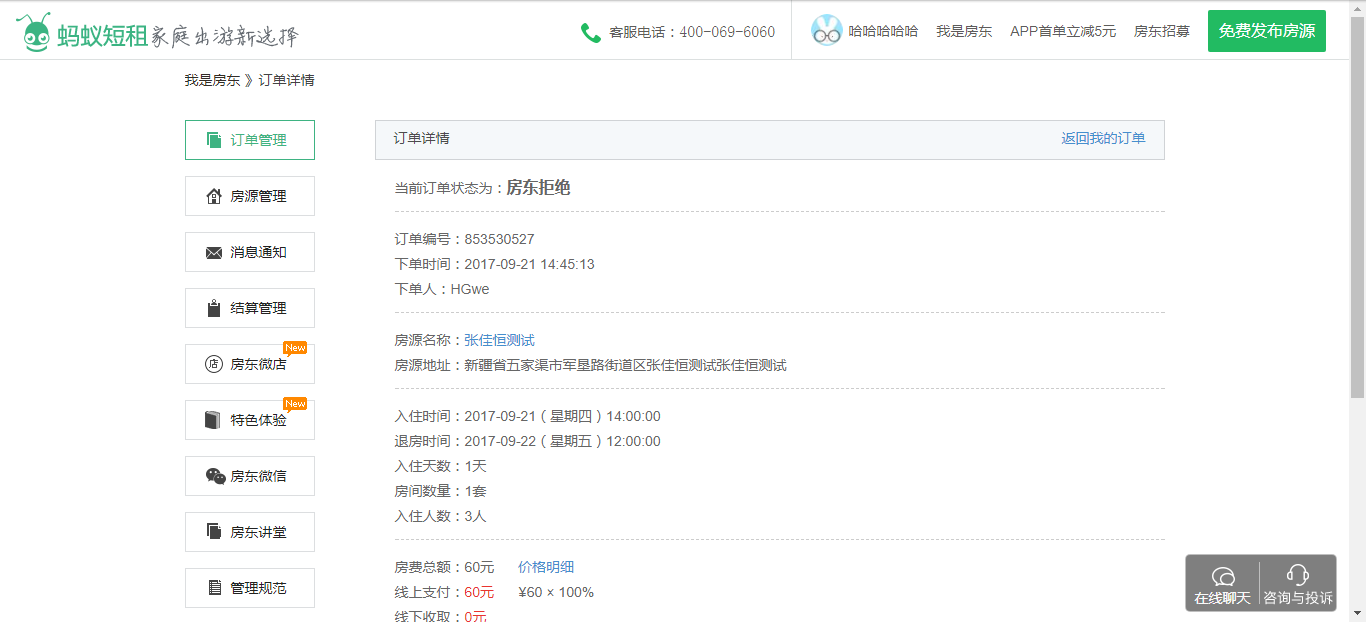 蚂蚁短租 家庭出游新选择
客服电话：400-069-6060
哈哈哈哈哈
我是房东
APP首单立减5元
房东招募
免费发布房源
我是房东 》订单详情
订单管理
房源管理
消息通知
结算管理
房东微店
New
特色体验
New
房东微信
房东讲堂
管理规范
订单详情
返回我的订单
当前订单状态为：房东拒绝
订单编号：853530527
下单时间：2017-09-21 14:45:13
下单人：HGwe
房源名称：张佳恒测试
房源地址：新疆省五家渠市军垦路街道区张佳恒测试张佳恒测试
入住时间：2017-09-21（星期四）14:00:00
退房时间：2017-09-22（星期五）12:00:00
入住天数：1天
房间数量：1套
入住人数：3人
房费总额：60元 价格明细
线上支付：60元 ¥60 × 100%
线下收取：0元
店
在线聊天
咨询与投诉